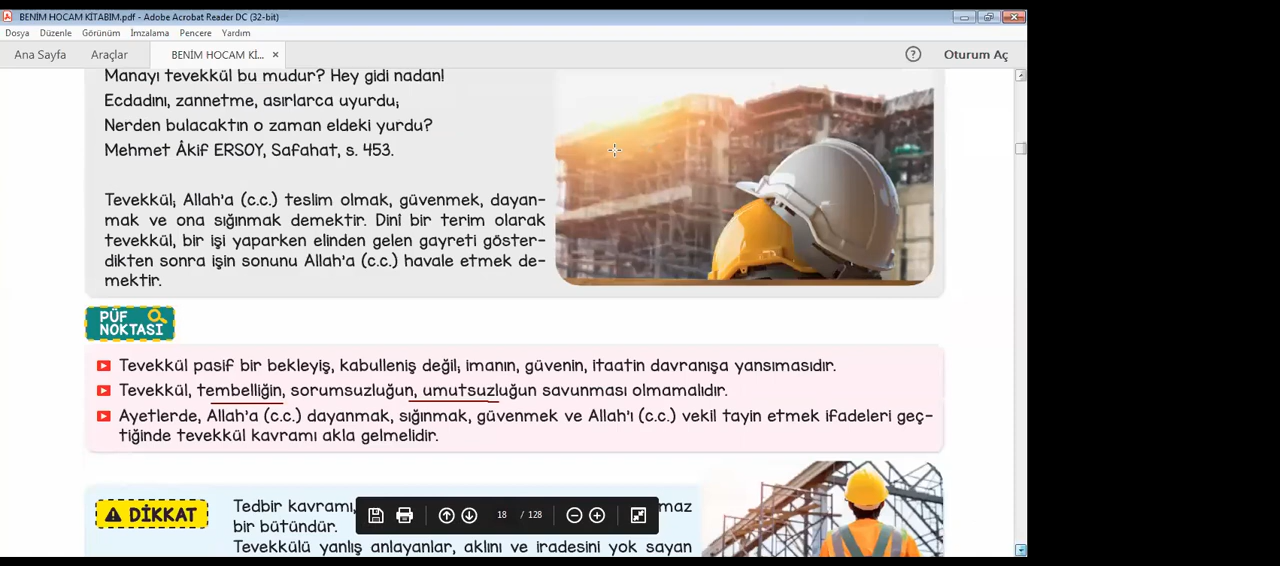 BENİM HOCAM KİTABIM.pdf - Adobe Acrobat Reader DC (32-bit)
Dosya Düzenle Görünüm İmzalama Pencere Yardım
Ana Sayfa Araçlar BENİM HOCAM Kİ... × ? Oturum Aç
Manayı tevekkül bu mudur? Hey gidi nadan!
Ecdadını, zannetme, asırlarca uyurdu;
Nerden bulacaktın o zaman eldeki yurdu?
Mehmet Âkif ERSOY, Safahat, s. 453.
Tevekkül; Allah'a (c.c.) teslim olmak, güvenmek, dayan-
mak ve ona sığınmak demektir. Dinî bir terim olarak
tevekkül, bir işi yaparken elinden gelen gayreti göster-
dikten sonra işin sonunu Allah'a (c.c.) havale etmek de-
mektir.
PÜF
NOKTASI
Tevekkül pasif bir bekleyiş, kabulleniş değil; imanın, güvenin, itaatin davranışa yansımasıdır.
Tevekkül, tembelliğin, sorumsuzluğun, umutsuzluğun savunması olmamalıdır.
Ayetlerde, Allah'a (c.c.) dayanmak, sığınmak, güvenmek ve Allah'ı (c.c.) vekil tayin etmek ifadeleri geç-
tiğinde tevekkül kavramı akla gelmelidir.
DİKKAT
Tedbir kavramı, maz
bir bütündür.
Tevekkülü yanlış anlayanlar, aklını ve iradesini yok sayan
18 / 128